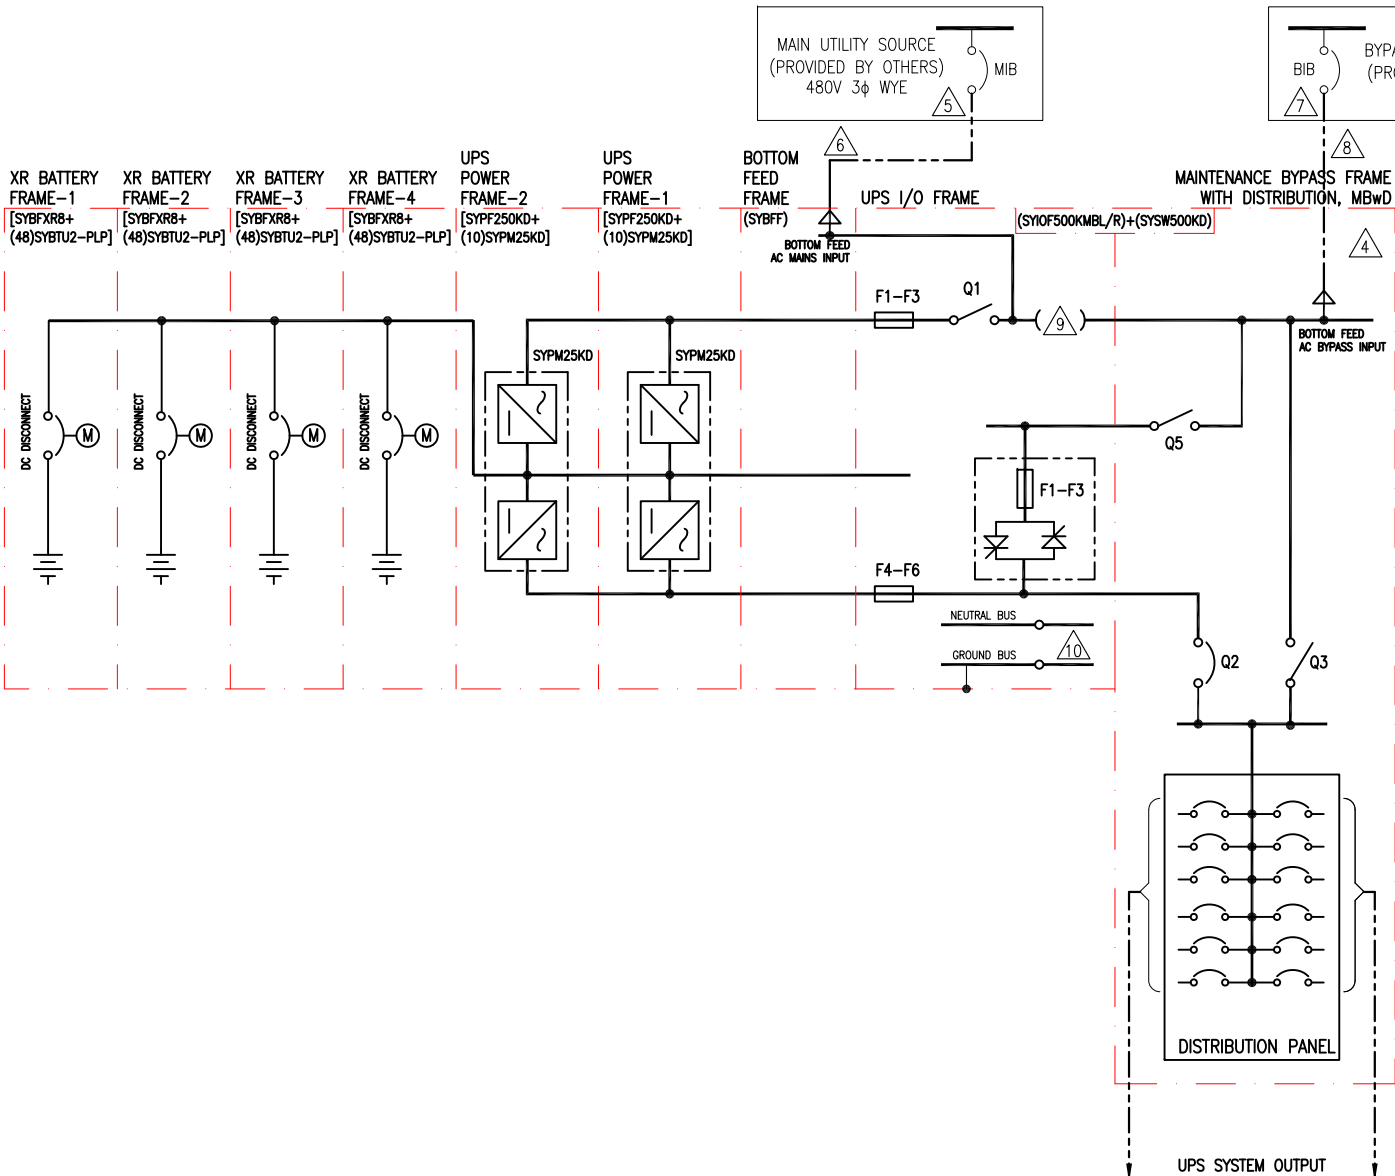 MAIN UTILITY SOURCE
(PROVIDED BY OTHERS)
480V 3ϕ WYE
MIB
5
6
BIB
7
8
BYPA
(PRO
XR BATTERY
FRAME-1
[SYBFXR8+
(48)SYBTU2-PLP]
XR BATTERY
FRAME-2
[SYBFXR8+
(48)SYBTU2-PLP]
XR BATTERY
FRAME-3
[SYBFXR8+
(48)SYBTU2-PLP]
XR BATTERY
FRAME-4
[SYBFXR8+
(48)SYBTU2-PLP]
UPS
POWER
FRAME-2
[SYPF250KD+
(10)SYPM25KD]
UPS
POWER
FRAME-1
[SYPF250KD+
(10)SYPM25KD]
BOTTOM
FEED
FRAME
(SYBFF)
UPS I/O FRAME
(SYIOF500KMBL/R)+(SYSW500KD)
MAINTENANCE BYPASS FRAME
WITH DISTRIBUTION, MBwD
4
BOTTOM FEED
AC MAINS INPUT
F1-F3
Q1
9
BOTTOM FEED
AC BYPASS INPUT
SYPM25KD
SYPM25KD
DC DISCONNECT
M
DC DISCONNECT
M
DC DISCONNECT
M
DC DISCONNECT
M
Q5
F1-F3
F4-F6
NEUTRAL BUS
GROUND BUS
10
Q2
Q3
DISTRIBUTION PANEL
UPS SYSTEM OUTPUT